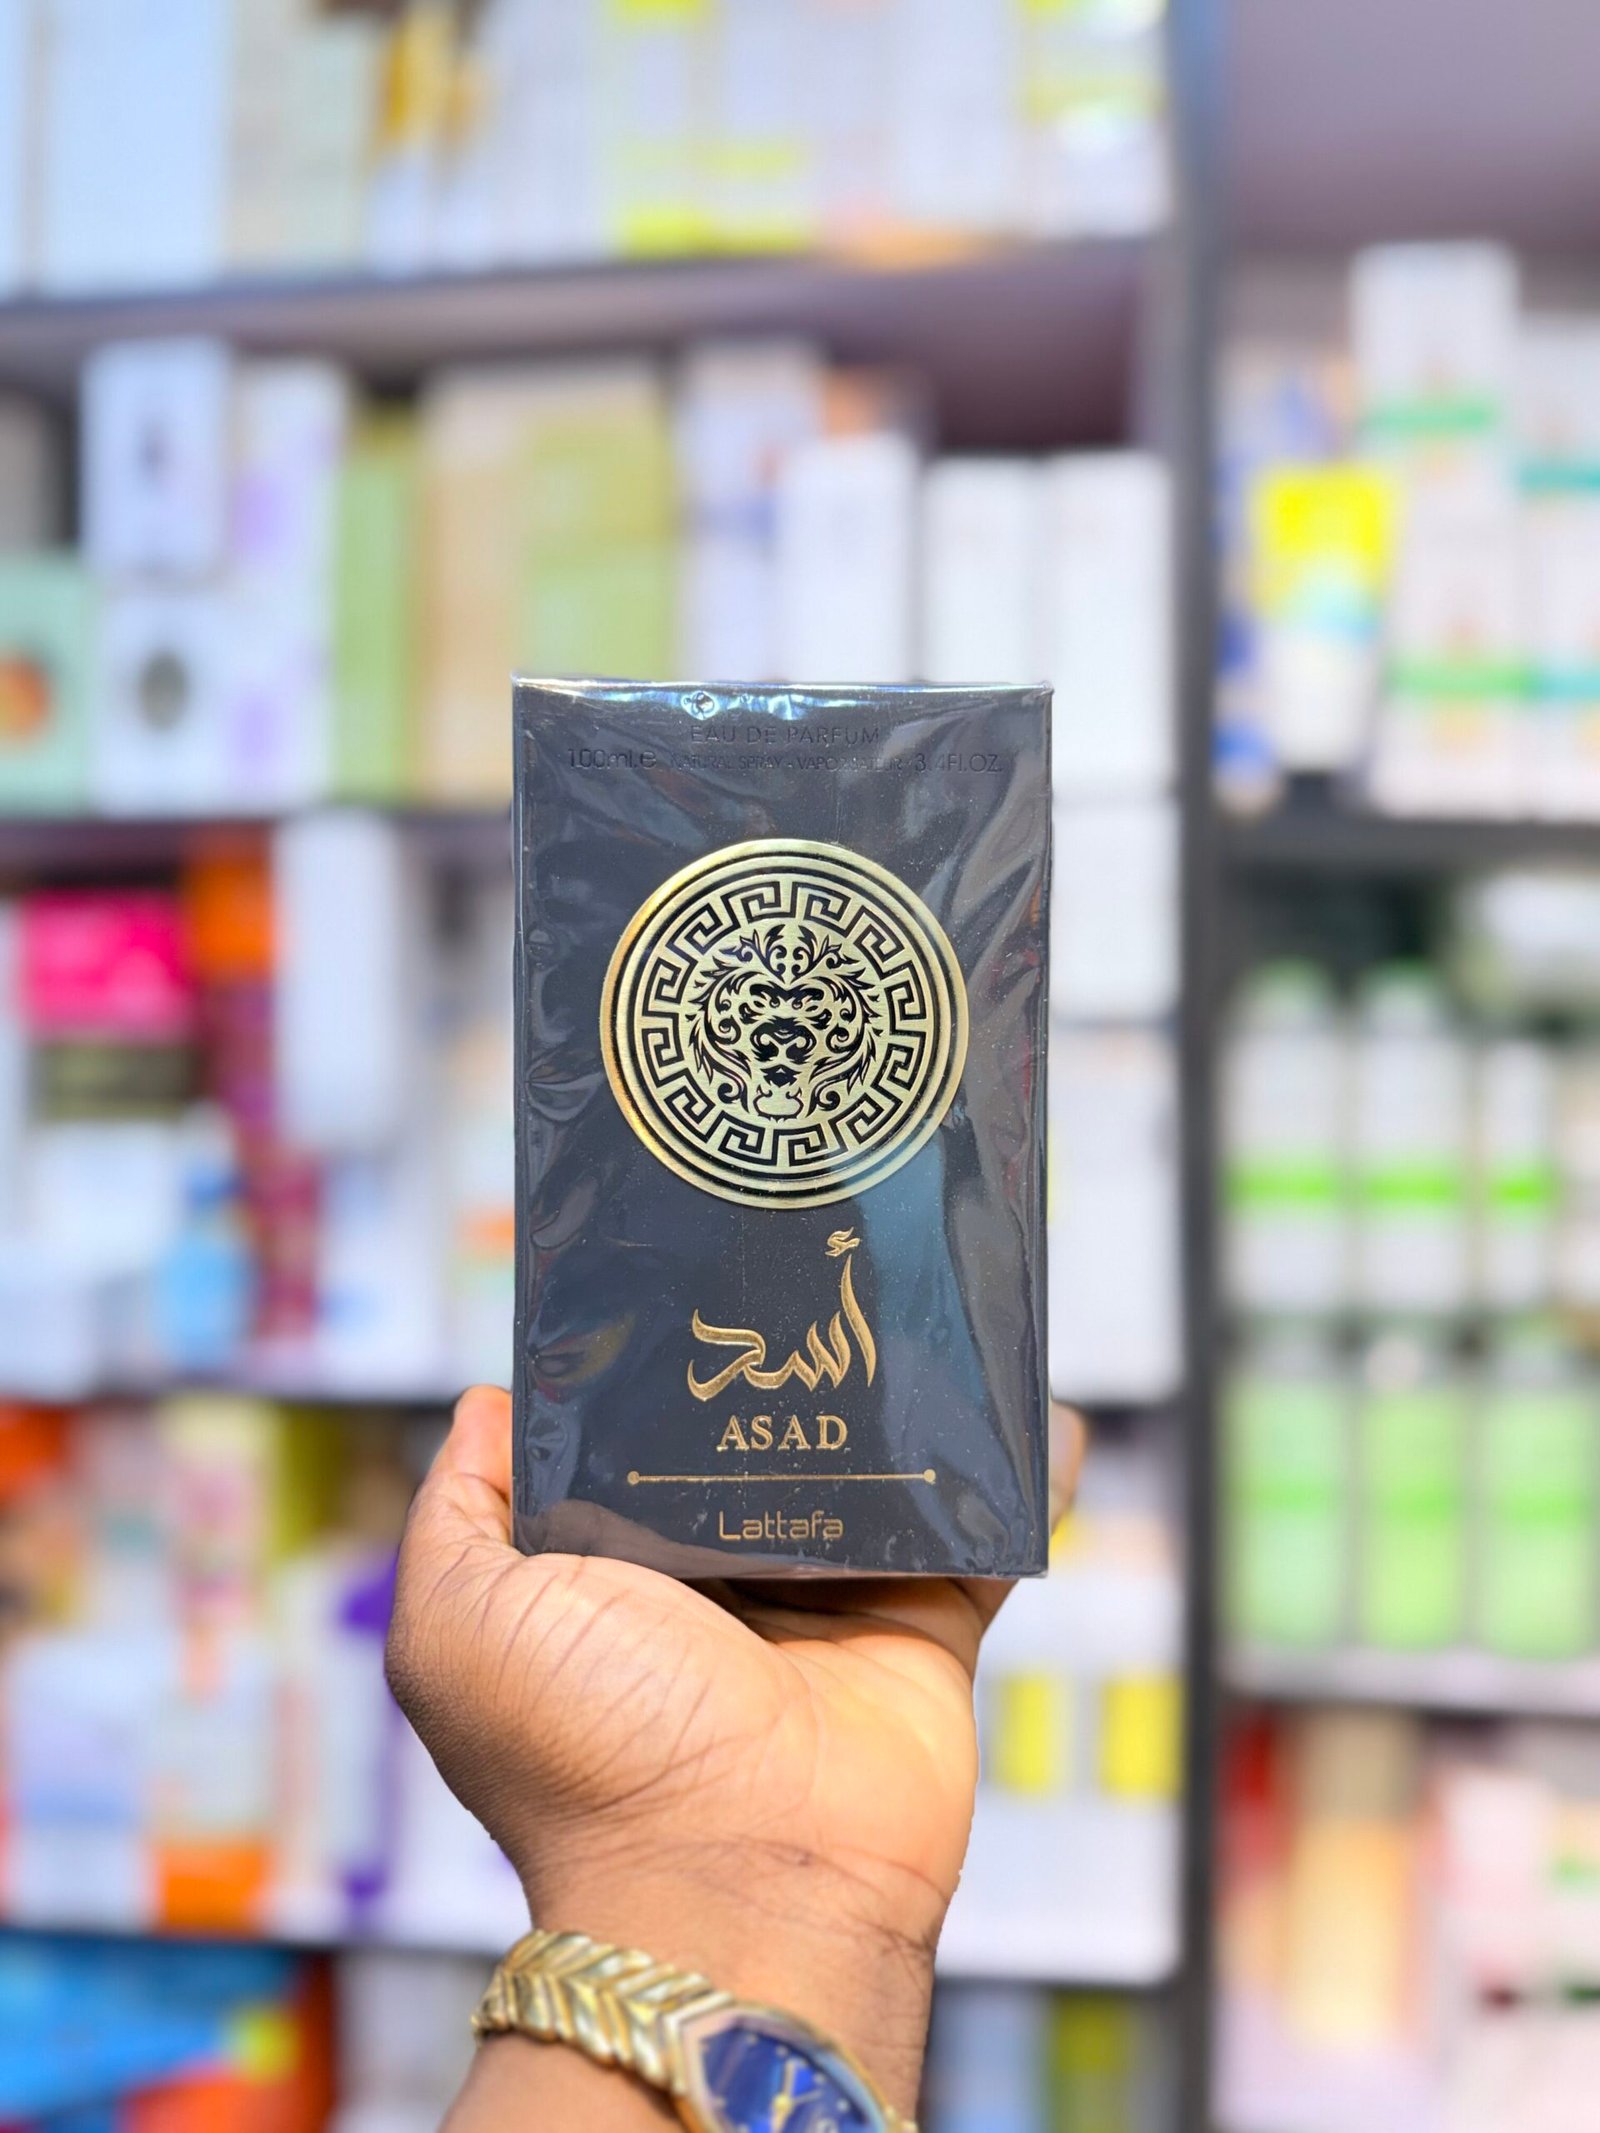 EAU DE PARFUM
100ml.e NATURAL SPRAY - VAPORISATEUR 3.4Fl.OZ.
أسد
ASAD
Lattafa